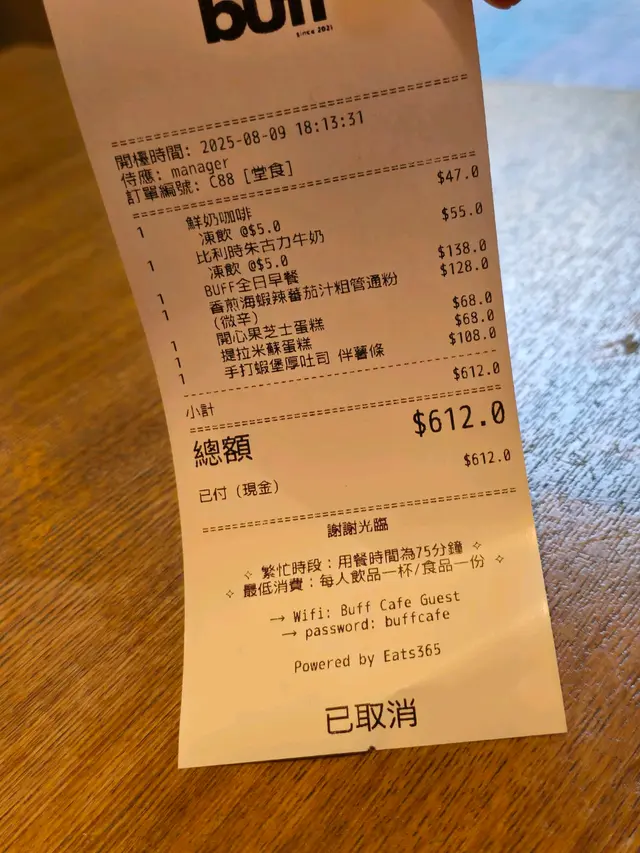 buff
since 2021
開檯時間: 2025-08-09 18:13:31
侍應: manager
訂單編號: C88 [堂食]
1 鮮奶咖啡 $47.0
凍飲 @$5.0
1 比利時朱古力牛奶 $55.0
凍飲 @$5.0
1 BUFF全日早餐 $138.0
1 香煎海蝦辣蕃茄汁粗管通粉 $128.0
(微辛)
1 開心果芝士蛋糕 $68.0
1 提拉米蘇蛋糕 $68.0
1 手打蝦堡厚吐司 伴薯條 $108.0
小計 $612.0
總額 $612.0
已付 (現金) $612.0
謝謝光臨
✧ 繁忙時段：用餐時間為75分鐘 ✧
✧ 最低消費：每人飲品一杯/食品一份 ✧
→ Wifi: Buff Cafe Guest
→ password: buffcafe
Powered by Eats365
已取消